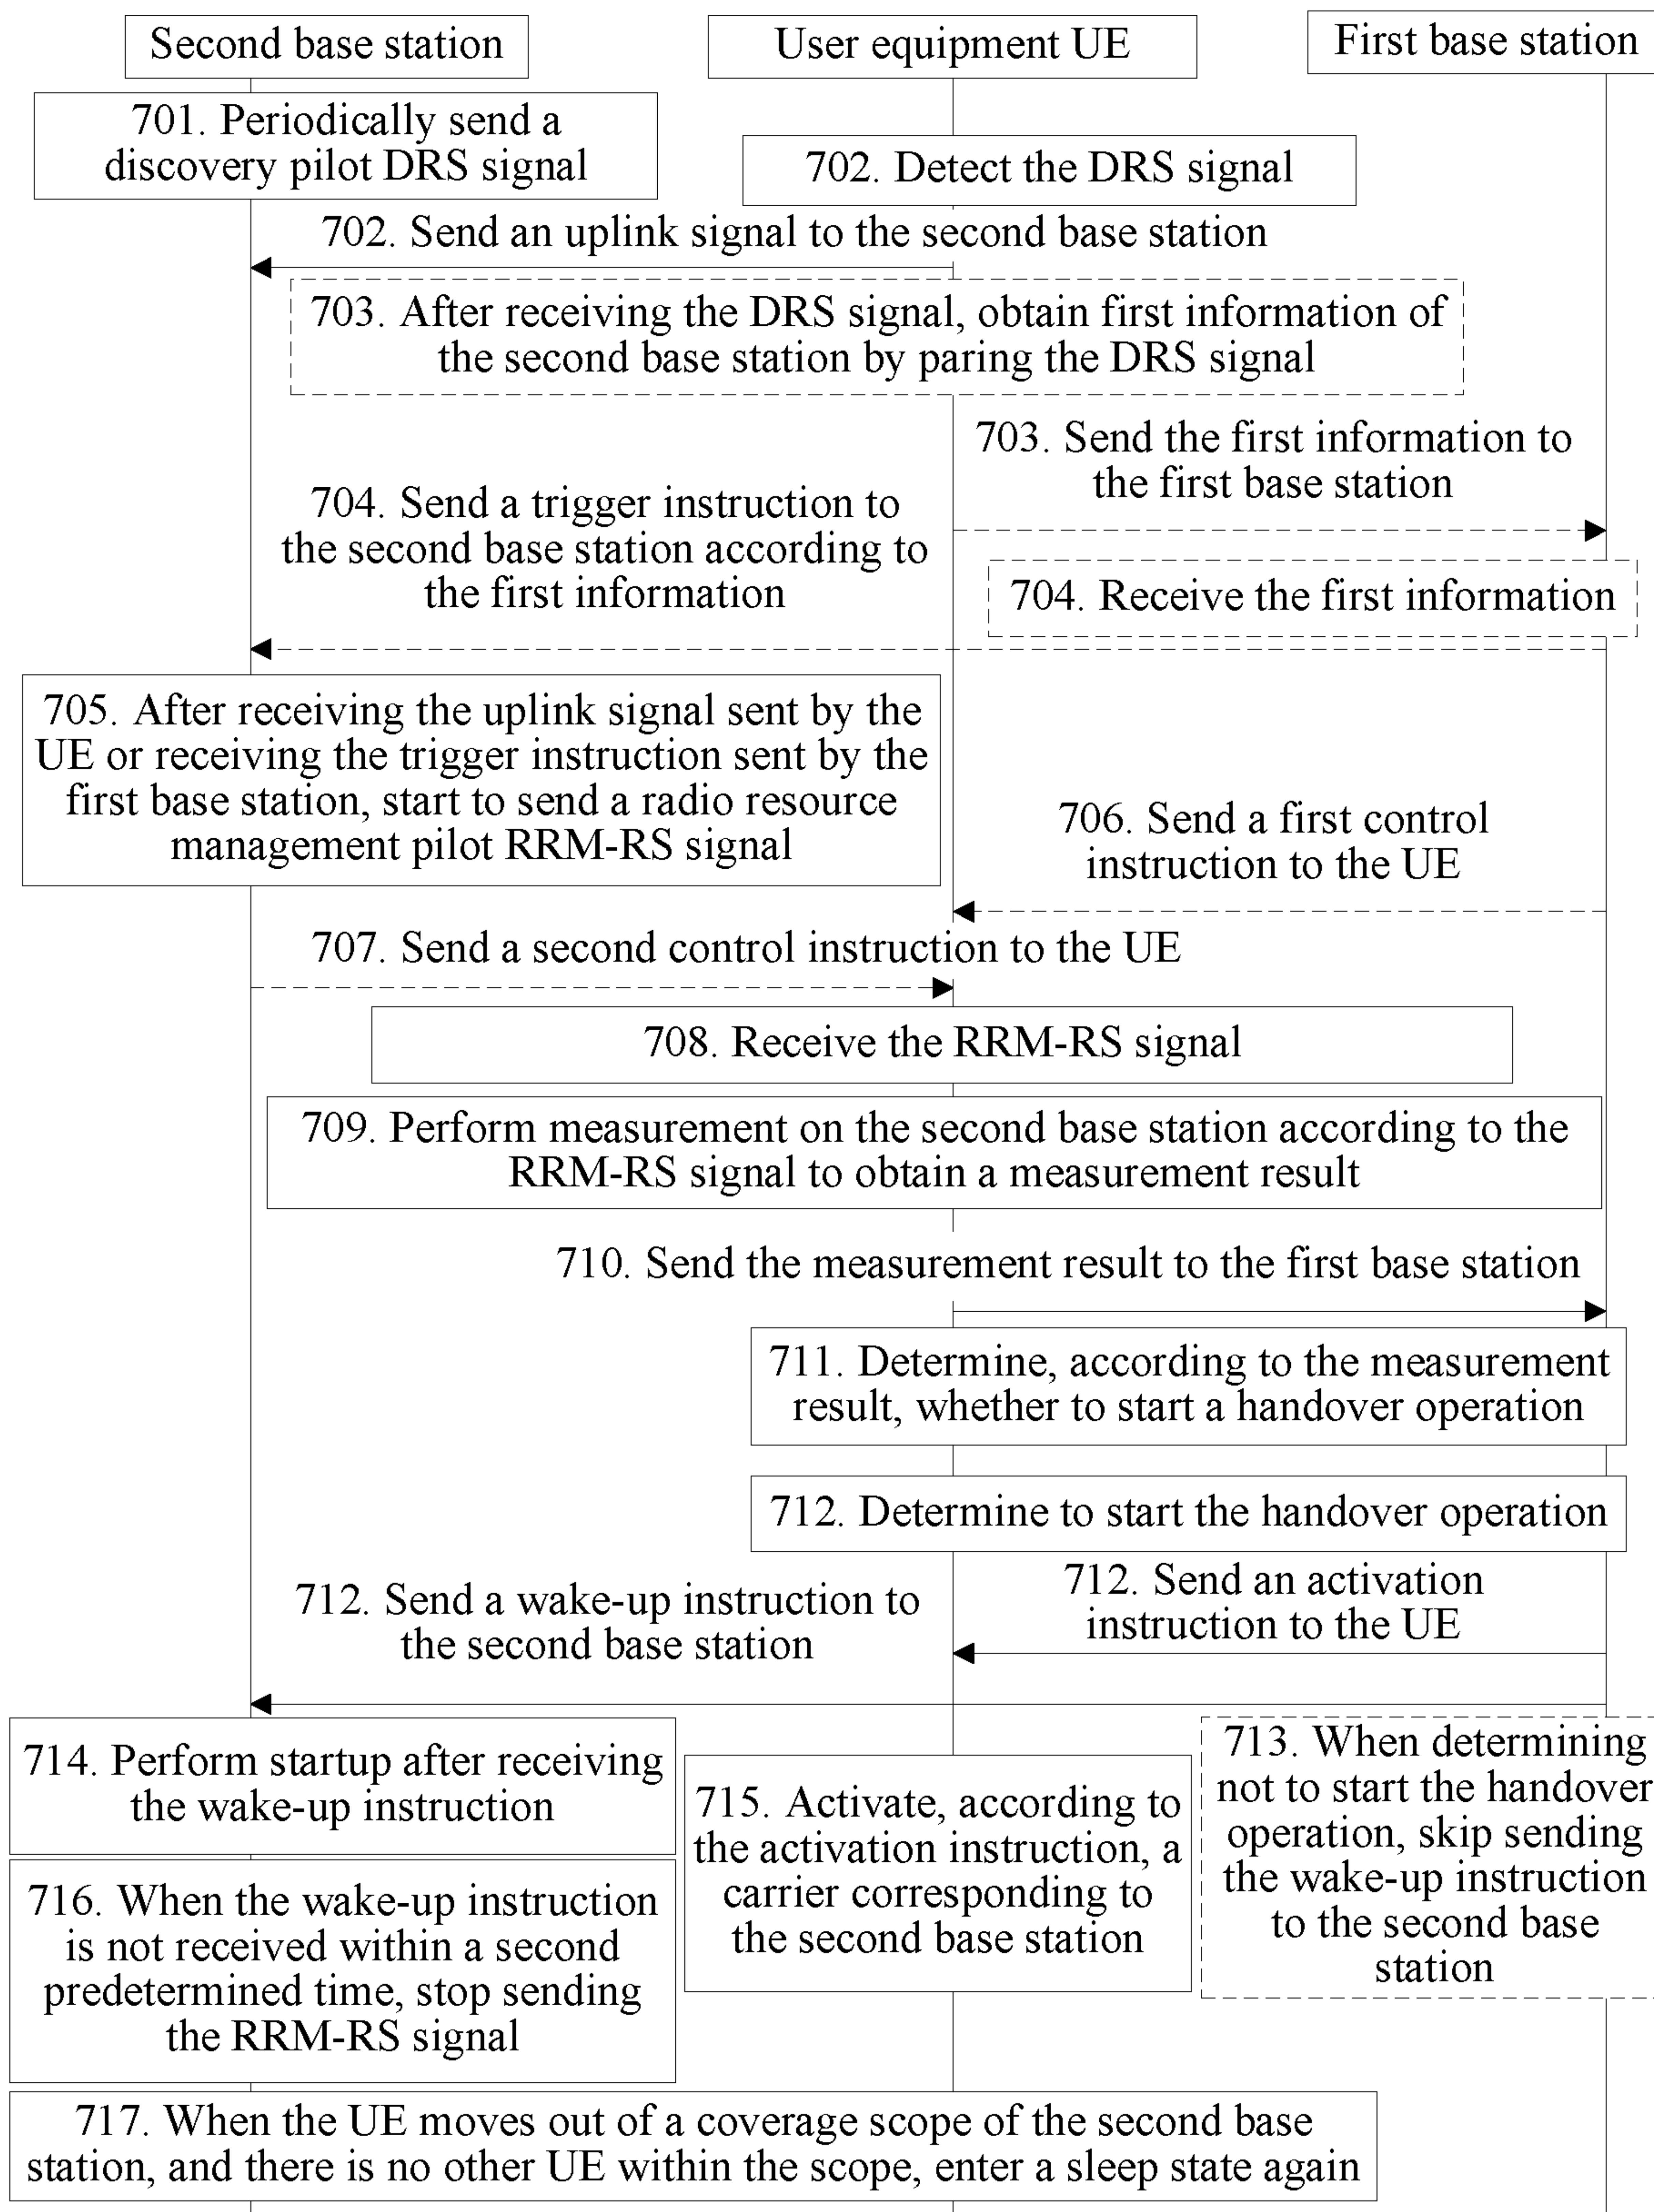 Second base station
User equipment UE
First base station
701. Periodically send a
discovery pilot DRS signal
702. Detect the DRS signal
702. Send an uplink signal to the second base station
703. After receiving the DRS signal, obtain first information of
the second base station by paring the DRS signal
703. Send the first information to
the first base station
704. Send a trigger instruction to
the second base station according to
the first information
704. Receive the first information
705. After receiving the uplink signal sent by the
UE or receiving the trigger instruction sent by the
first base station, start to send a radio resource
management pilot RRM-RS signal
706. Send a first control
instruction to the UE
707. Send a second control instruction to the UE
708. Receive the RRM-RS signal
709. Perform measurement on the second base station according to the
RRM-RS signal to obtain a measurement result
710. Send the measurement result to the first base station
711. Determine, according to the measurement
result, whether to start a handover operation
712. Determine to start the handover operation
712. Send an activation
instruction to the UE
712. Send a wake-up instruction to
the second base station
714. Perform startup after receiving
the wake-up instruction
715. Activate, according to
the activation instruction, a
carrier corresponding to
the second base station
713. When determining
not to start the handover
operation, skip sending
the wake-up instruction
to the second base
station
716. When the wake-up instruction
is not received within a second
predetermined time, stop sending
the RRM-RS signal
717. When the UE moves out of a coverage scope of the second base
station, and there is no other UE within the scope, enter a sleep state again